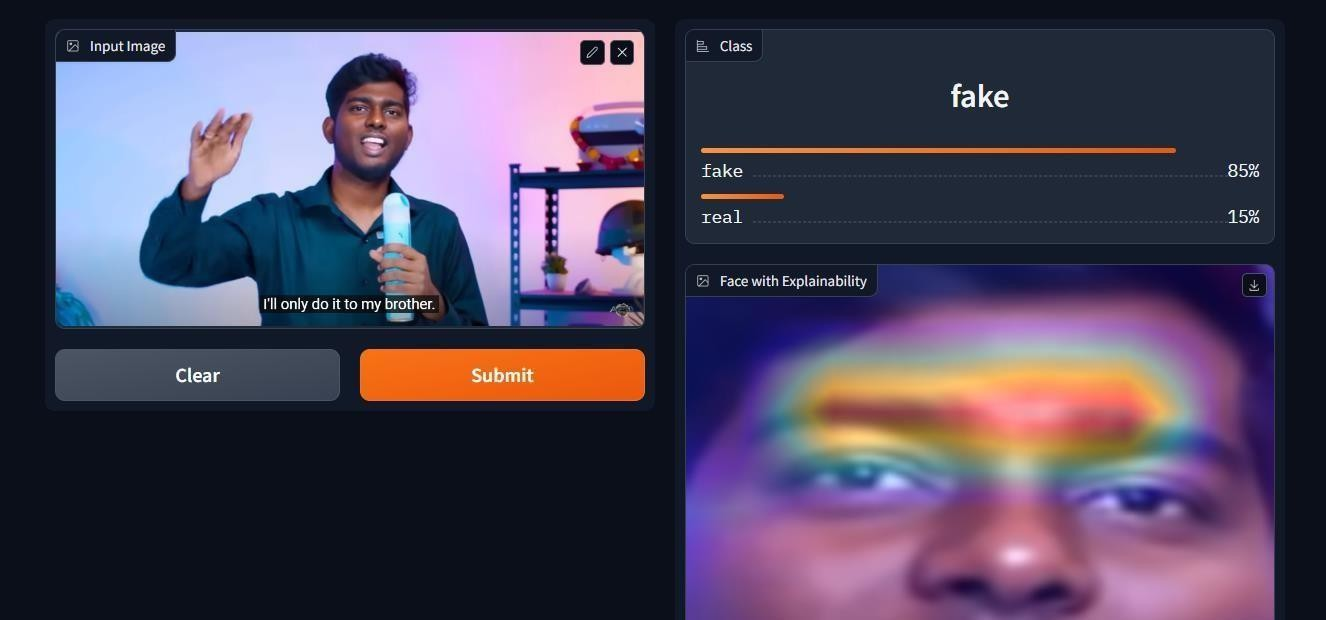 Input Image
I'll only do it to my brother.
Clear
Submit
Class
fake
fake 85%
real 15%
Face with Explainability